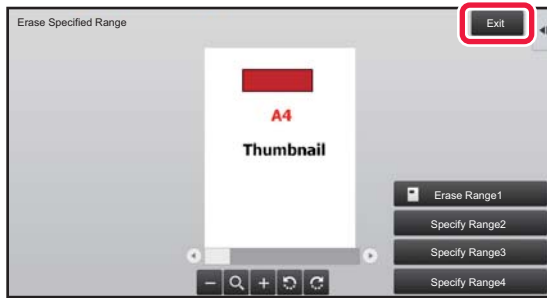 Erase Specified Range
Exit
A4
Thumbnail
Erase Range1
Specify Range2
Specify Range3
Specify Range4